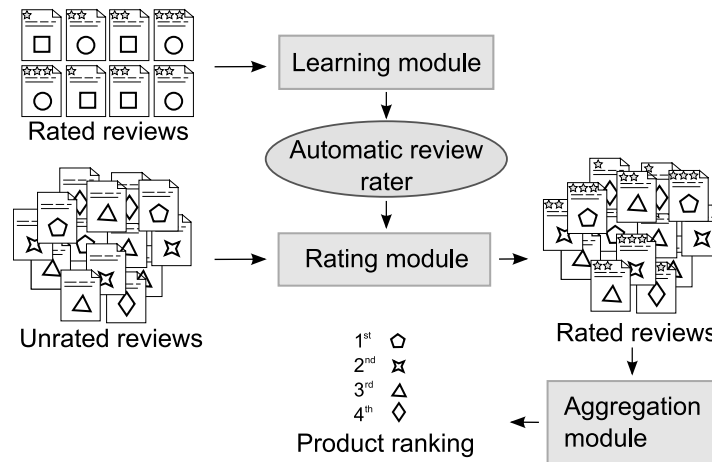 Learning module
Rated reviews
Automatic review
rater
Rating module
Unrated reviews
Rated reviews
1st
2nd
3rd
4th
Product ranking
Aggregation
module